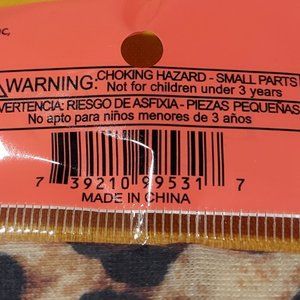 WARNING: CHOKING HAZARD - SMALL PARTS
Not for children under 3 years
VERTENCIA: RIESGO DE ASFIXIA - PIEZAS PEQUEÑAS
No apto para niños menores de 3 años
7 39210 99531 7
MADE IN CHINA